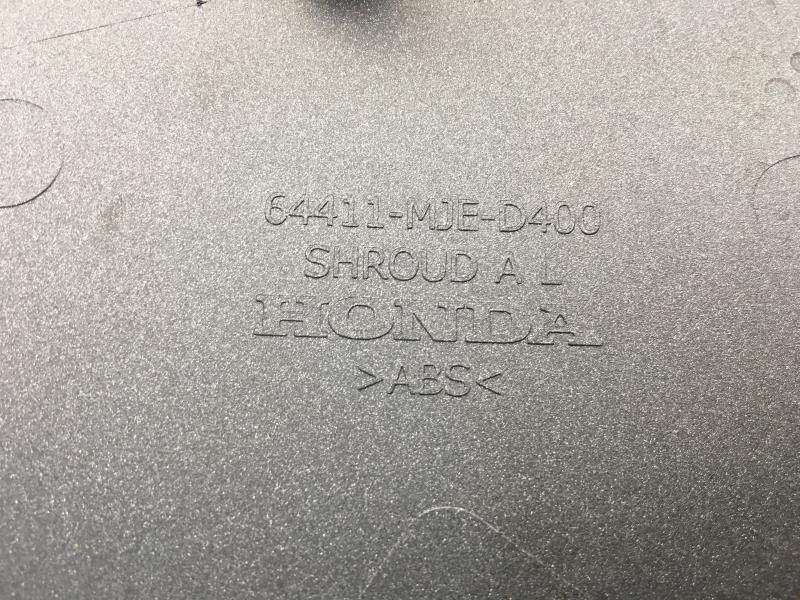 64411-MJE-D400
SHROUD A L
HONDA
>ABS<